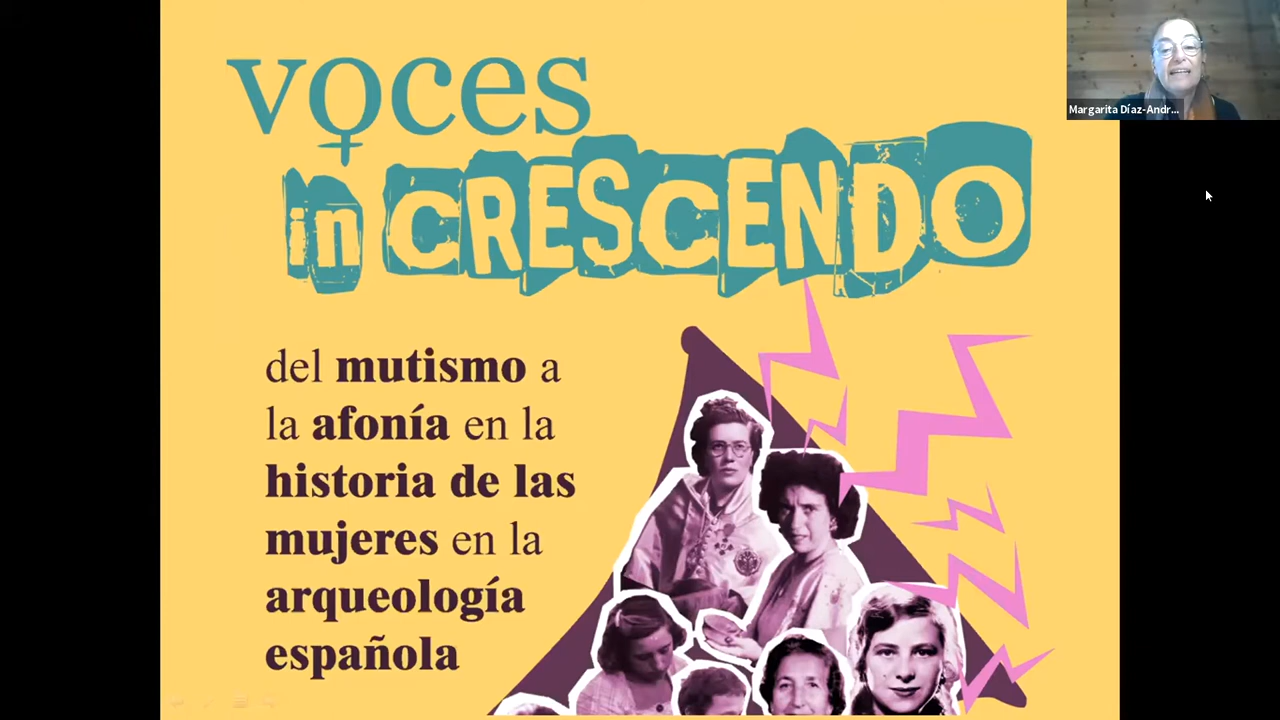 voces
in CRESCENDO
del mutismo a
la afonía en la
historia de las
mujeres en la
arqueología
española
Margarita Díaz-Andr...